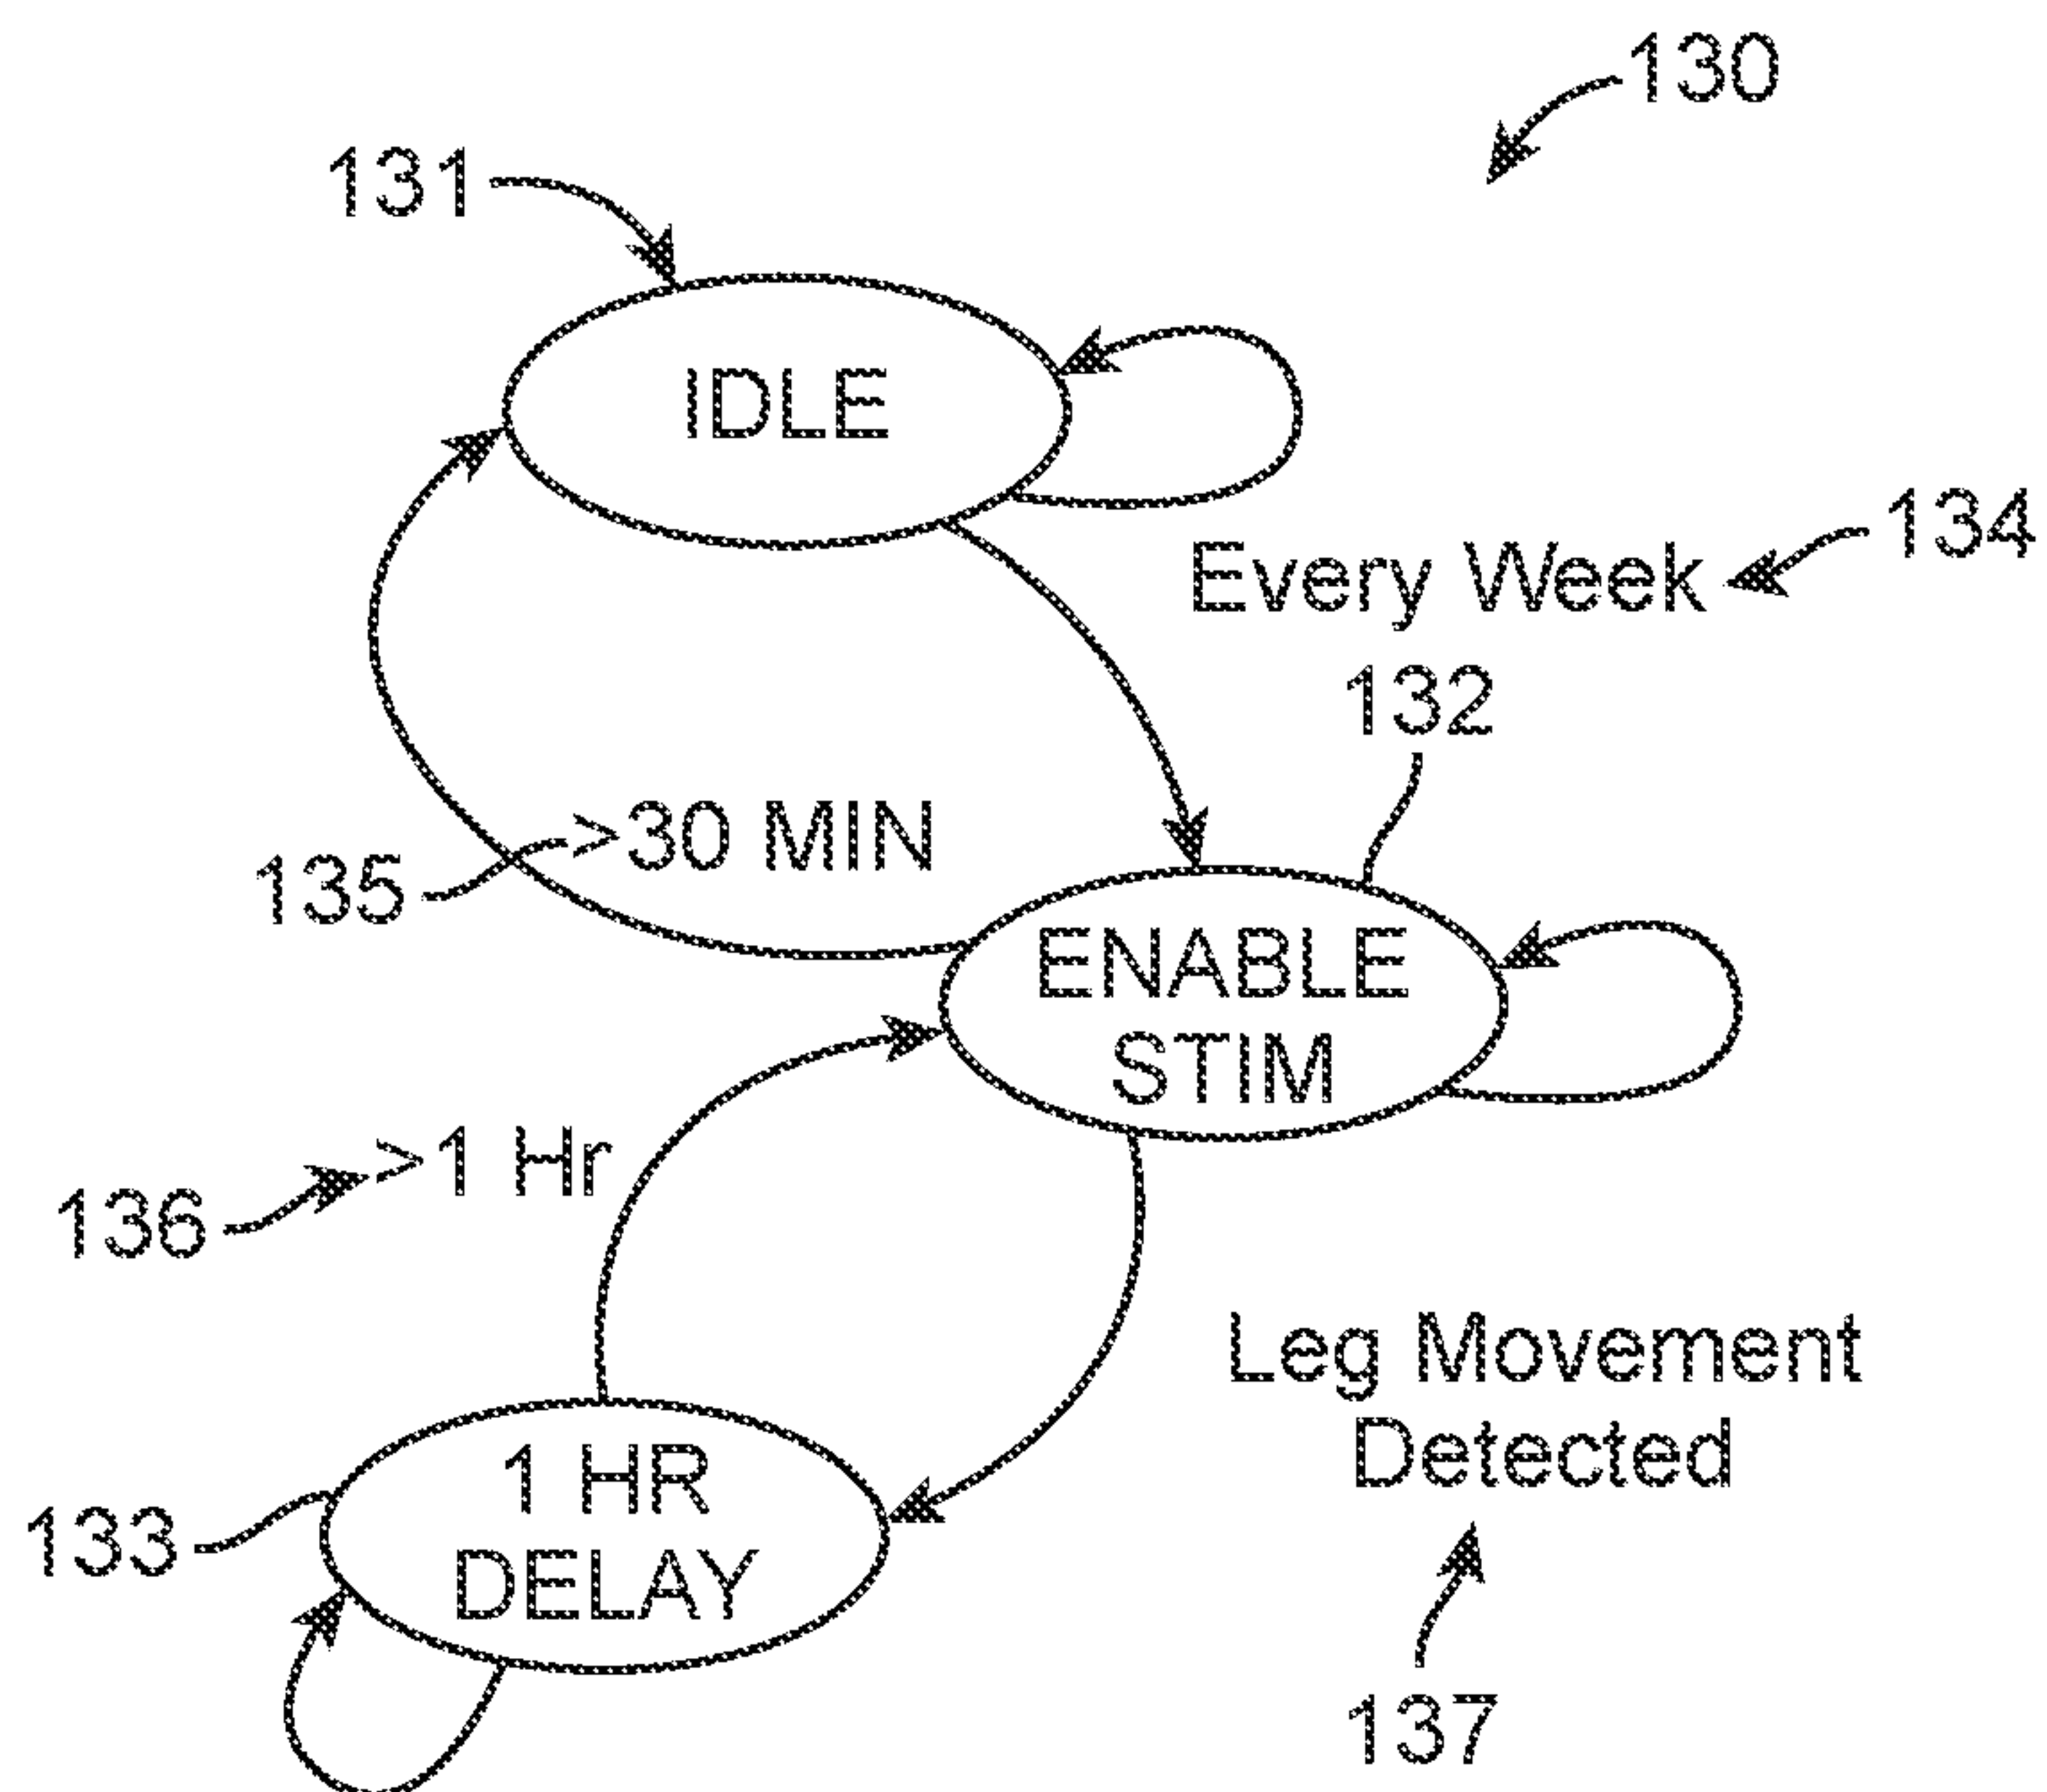 130
131
IDLE
134
Every Week
132
>30 MIN
135
ENABLE
STIM
>1 Hr
136
Leg Movement
Detected
1 HR
DELAY
133
137